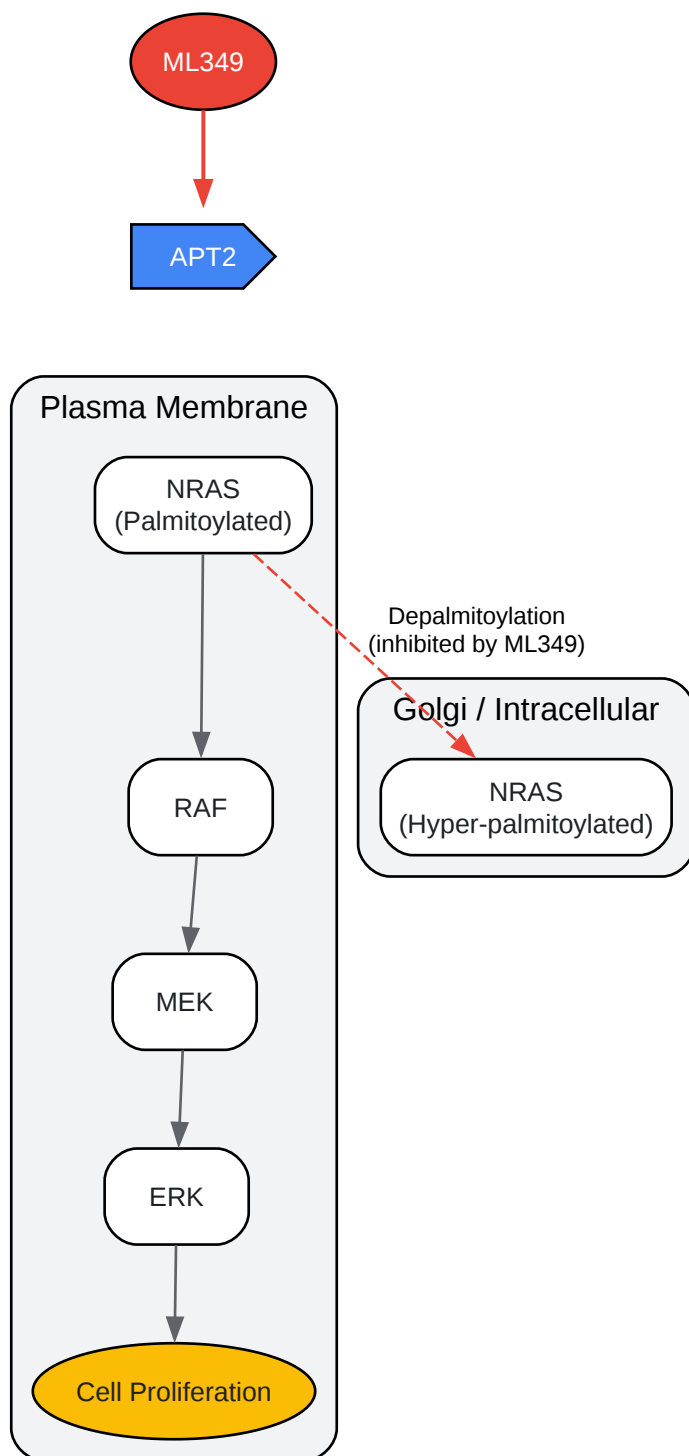 ML349
APT2
Plasma Membrane
NRAS
(Palmitoylated)
Depalmitoylation
(inhibited by ML349)
Golgi / Intracellular
NRAS
(Hyper-palmitoylated)
RAF
MEK
ERK
Cell Proliferation